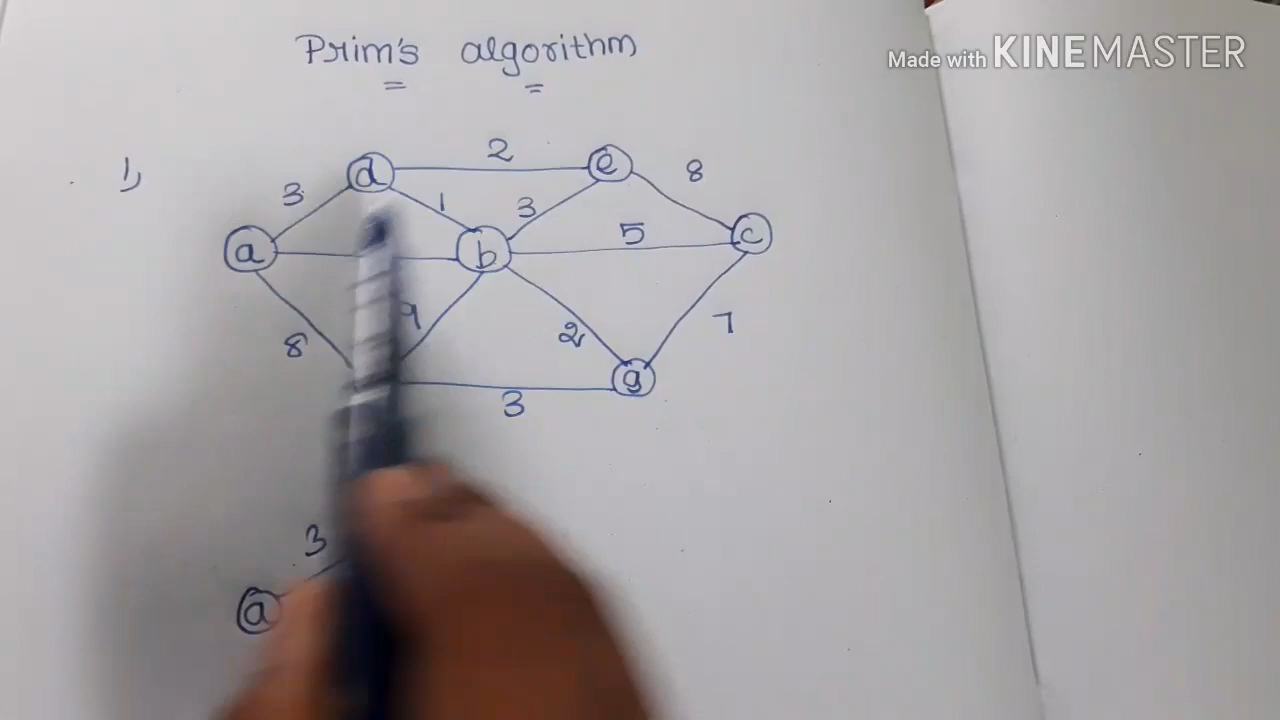 Made with KINEMASTER
Prim's algorithm
1,
d 2 e 8
3 1 3 5 c
a b
8 9 2 7
g
3
3
a